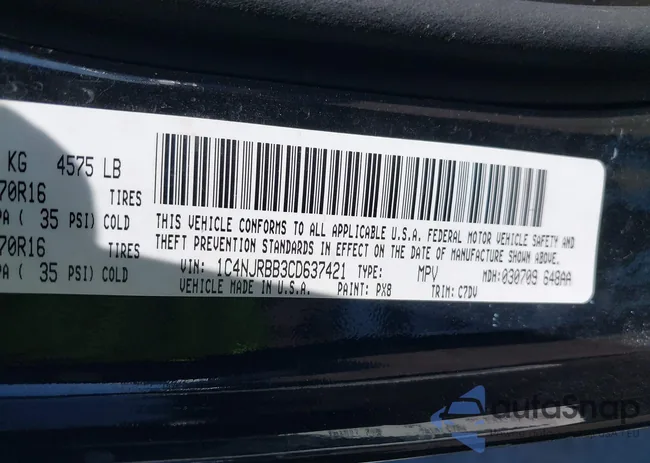 KG 4575 LB
70R16 TIRES
PA ( 35 PSI) COLD
70R16 TIRES
PA ( 35 PSI) COLD
THIS VEHICLE CONFORMS TO ALL APPLICABLE U.S.A. FEDERAL MOTOR VEHICLE SAFETY AND
THEFT PREVENTION STANDARDS IN EFFECT ON THE DATE OF MANUFACTURE SHOWN ABOVE.
VIN: 1C4NJRBB3CD637421 TYPE: MPV MDH:030709 648AA
VEHICLE MADE IN U.S.A. PAINT: PX8 TRIM: C7DV
autoSnap